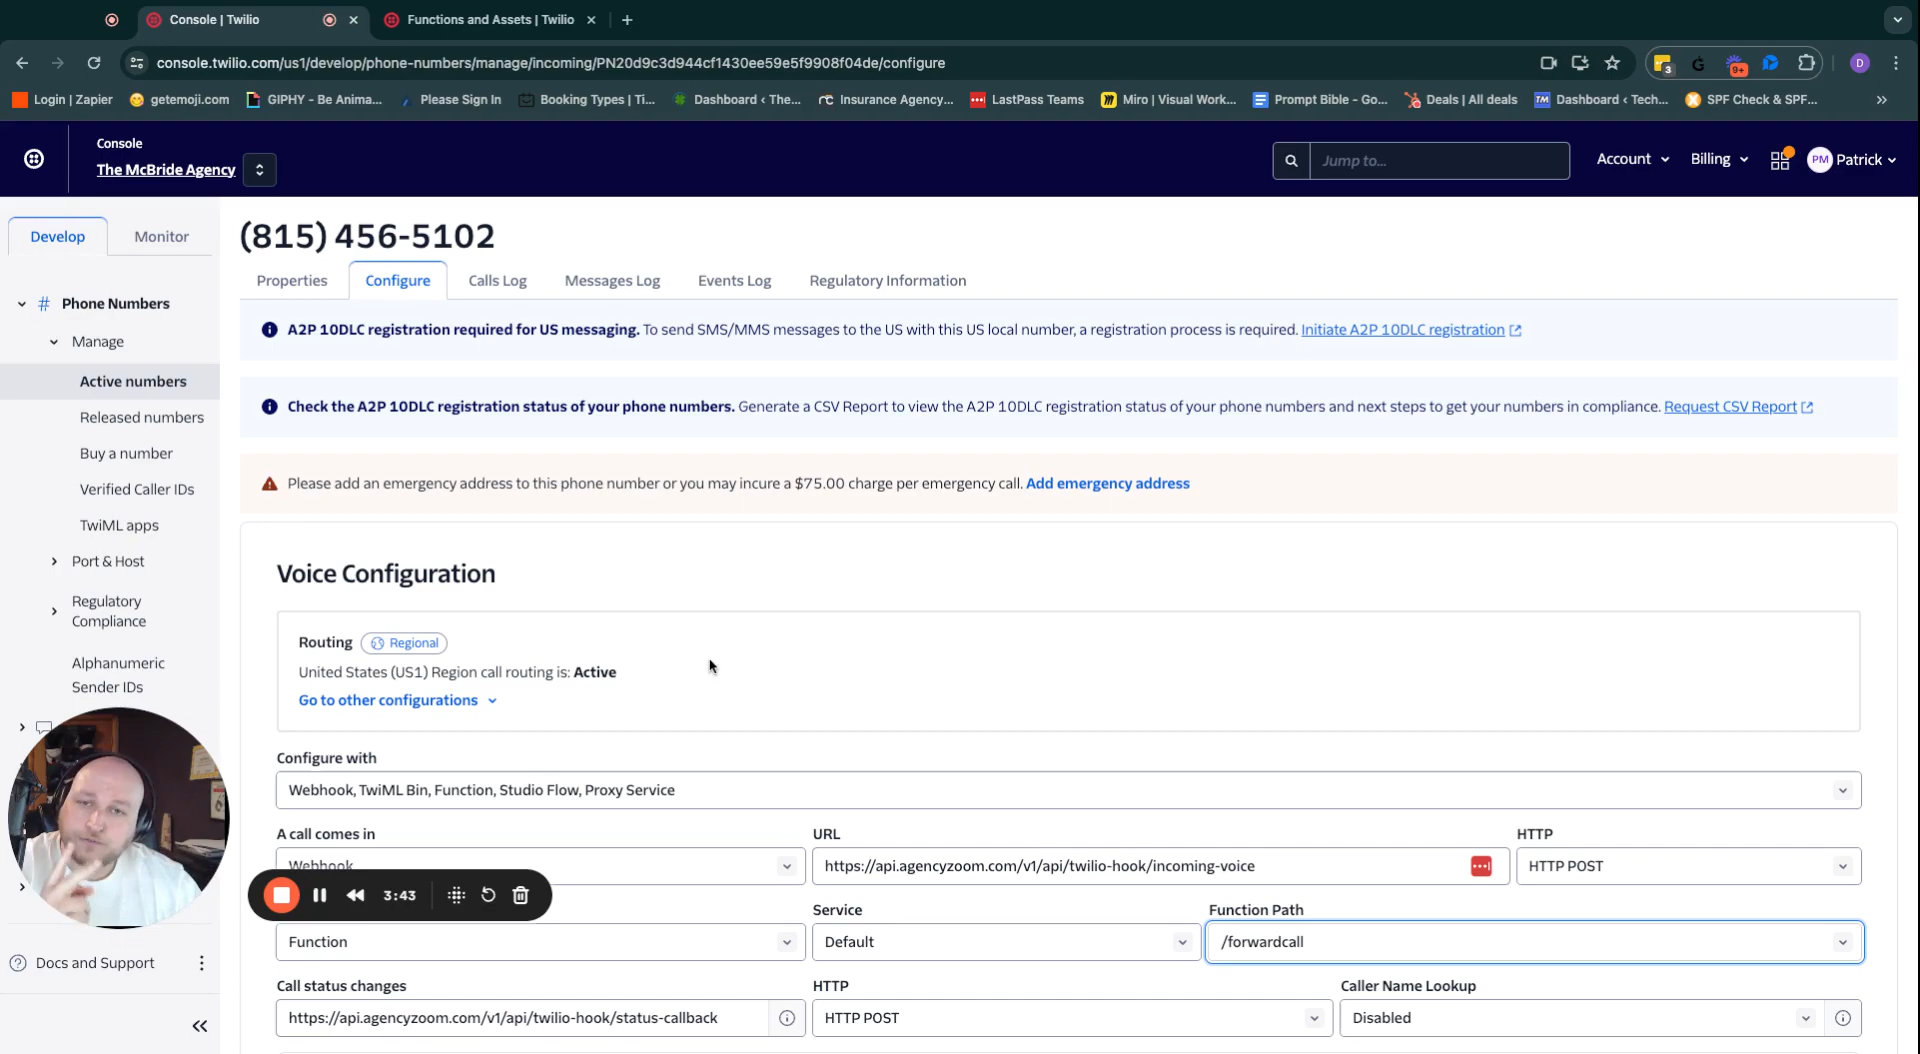 Console | Twilio
Functions and Assets | Twilio
console.twilio.com/us1/develop/phone-numbers/manage/incoming/PN20d9c3d944cf1430ee59e5f9908f04de/configure
3
9+
D
Login | Zapier
getemoji.com
GIPHY - Be Anima...
Please Sign In
Booking Types | Ti...
Dashboard ‹ The...
Insurance Agency...
LastPass Teams
Miro | Visual Work...
Prompt Bible - Go...
Deals | All deals
TM
Dashboard ‹ Tech...
SPF Check & SPF...
Console
The McBride Agency
Jump to...
Account
Billing
PM
Patrick
Develop
Monitor
Phone Numbers
Manage
Active numbers
Released numbers
Buy a number
Verified Caller IDs
TwiML apps
Port & Host
Regulatory
Compliance
Alphanumeric
Sender IDs
Docs and Support
(815) 456-5102
Properties
Configure
Calls Log
Messages Log
Events Log
Regulatory Information
A2P 10DLC registration required for US messaging. To send SMS/MMS messages to the US with this US local number, a registration process is required. Initiate A2P 10DLC registration
Check the A2P 10DLC registration status of your phone numbers. Generate a CSV Report to view the A2P 10DLC registration status of your phone numbers and next steps to get your numbers in compliance. Request CSV Report
Please add an emergency address to this phone number or you may incure a $75.00 charge per emergency call. Add emergency address
Voice Configuration
Routing
Regional
United States (US1) Region call routing is: Active
Go to other configurations
Configure with
Webhook, TwiML Bin, Function, Studio Flow, Proxy Service
A call comes in
URL
HTTP
Webhook
https://api.agencyzoom.com/v1/api/twilio-hook/incoming-voice
HTTP POST
3:43
Service
Function Path
Function
Default
/forwardcall
Call status changes
HTTP
Caller Name Lookup
https://api.agencyzoom.com/v1/api/twilio-hook/status-callback
HTTP POST
Disabled